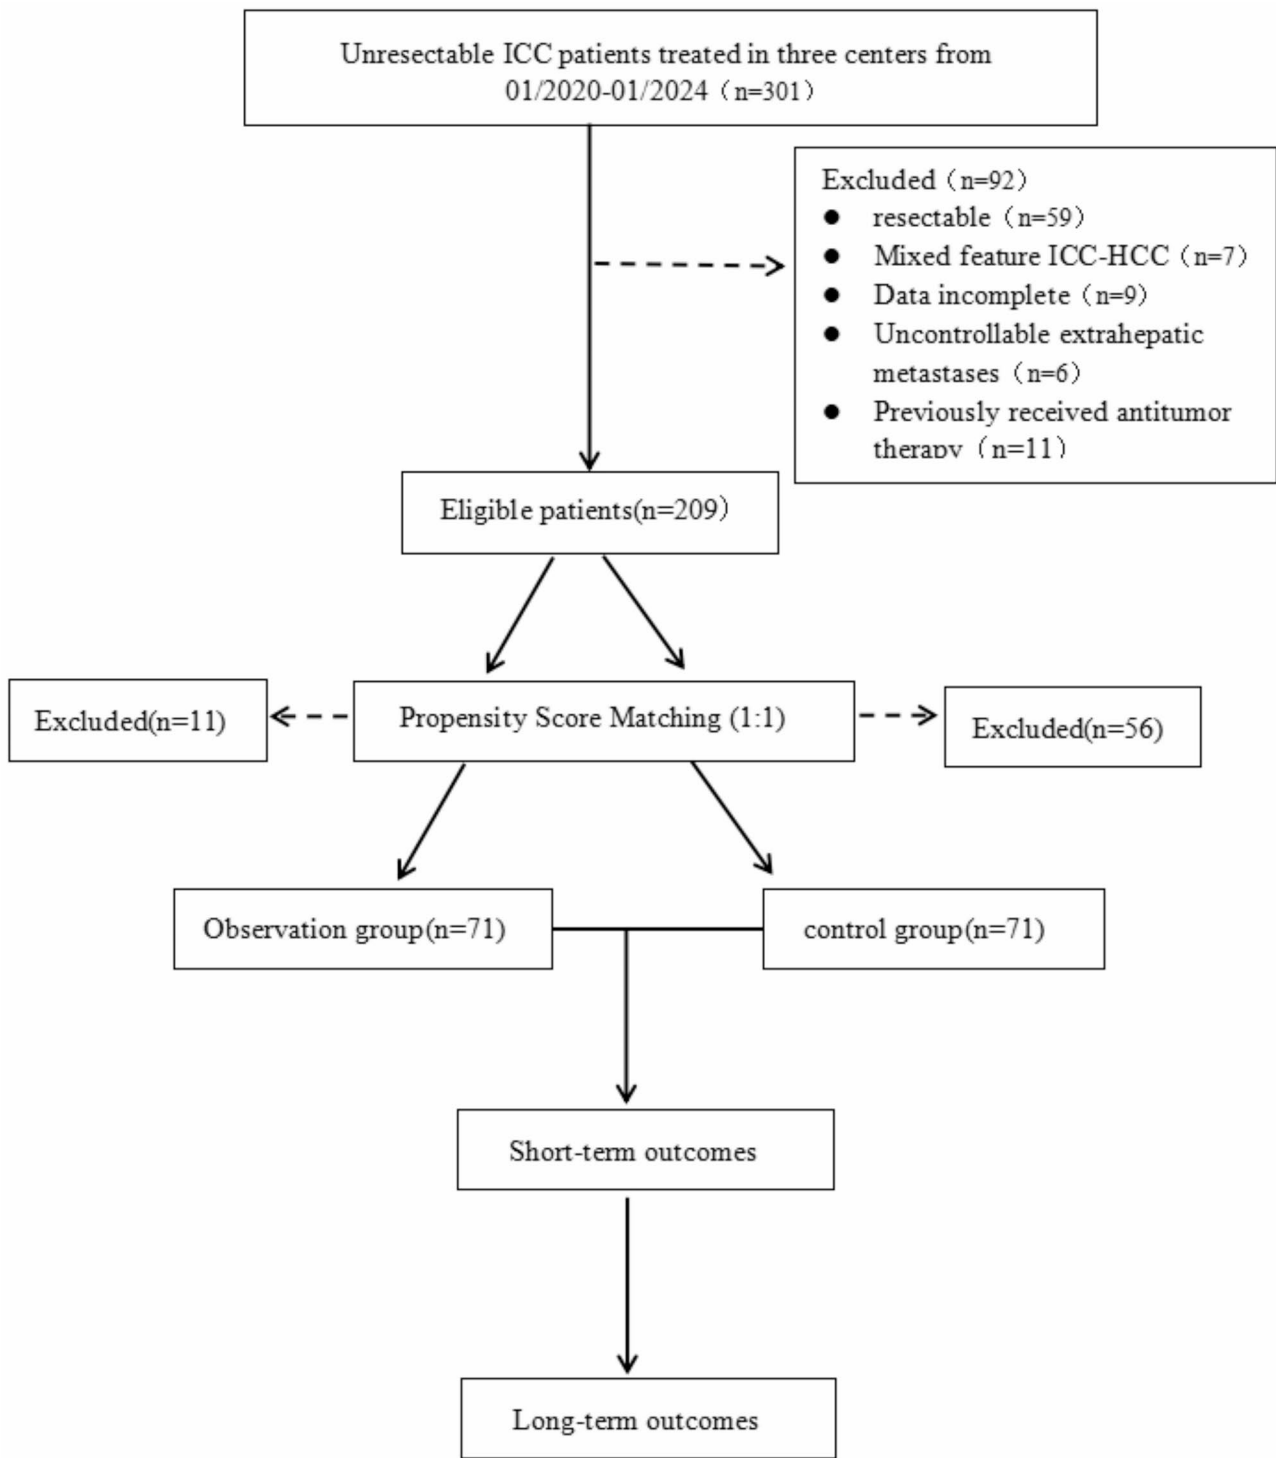 Unresectable ICC patients treated in three centers from
01/2020-01/2024（n=301）
Excluded（n=92）
● resectable（n=59）
● Mixed feature ICC-HCC（n=7）
● Data incomplete（n=9）
● Uncontrollable extrahepatic
metastases（n=6）
● Previously received antitumor
therapy（n=11）
Eligible patients(n=209）
Excluded(n=11)
Propensity Score Matching (1:1)
Excluded(n=56)
Observation group(n=71)
control group(n=71)
Short-term outcomes
Long-term outcomes